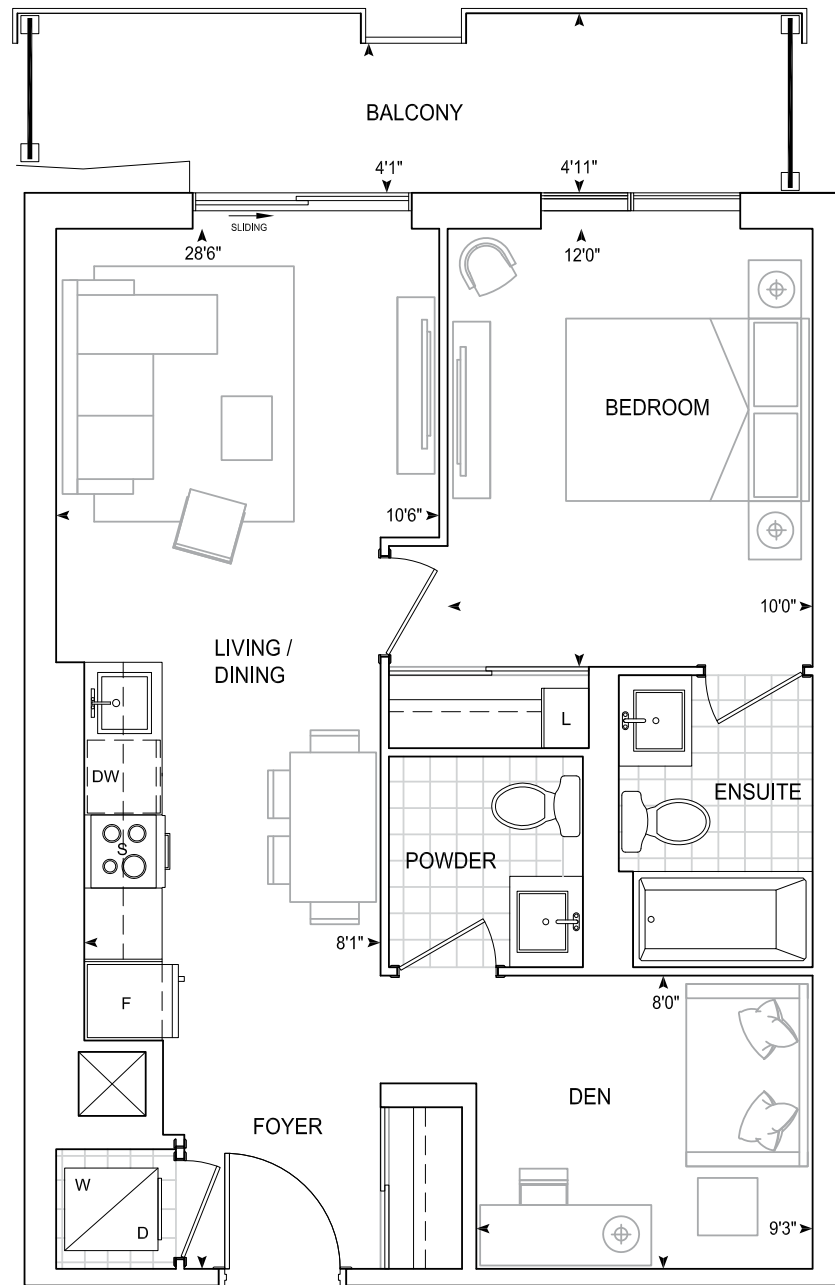 BALCONY
4'1"
4'11"
SLIDING
28'6"
12'0"
BEDROOM
10'6"
10'0"
LIVING /
DINING
L
DW
ENSUITE
S
POWDER
8'1"
F
8'0"
DEN
FOYER
W
D
9'3"